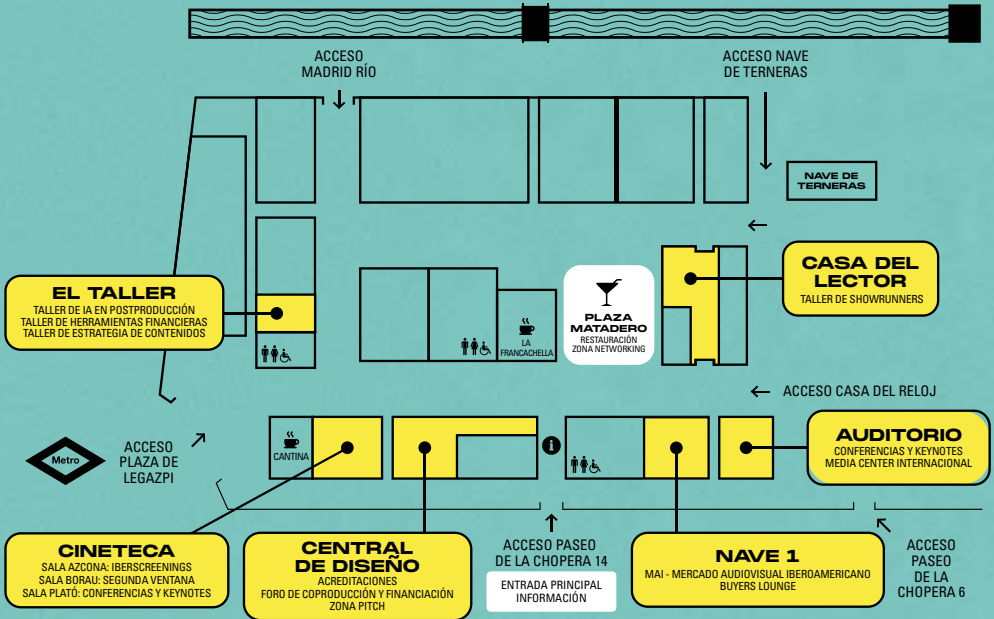 ACCESO
MADRID RÍO
ACCESO NAVE
DE TERNERAS
NAVE DE
TERNERAS
EL TALLER
TALLER DE IA EN POSTPRODUCCIÓN
TALLER DE HERRAMIENTAS FINANCIERAS
TALLER DE ESTRATEGIA DE CONTENIDOS
LA
FRANCACHELLA
PLAZA
MATADERO
RESTAURACIÓN
ZONA NETWORKING
CASA DEL
LECTOR
TALLER DE SHOWRUNNERS
ACCESO CASA DEL RELOJ
Metro
ACCESO
PLAZA DE
LEGAZPI
CANTINA
i
AUDITORIO
CONFERENCIAS Y KEYNOTES
MEDIA CENTER INTERNACIONAL
CINETECA
SALA AZCONA: IBERSCREENINGS
SALA BORAU: SEGUNDA VENTANA
SALA PLATÓ: CONFERENCIAS Y KEYNOTES
CENTRAL
DE DISEÑO
ACREDITACIONES
FORO DE COPRODUCCIÓN Y FINANCIACIÓN
ZONA PITCH
ACCESO PASEO
DE LA CHOPERA 14
ENTRADA PRINCIPAL
INFORMACIÓN
NAVE 1
MAI - MERCADO AUDIOVISUAL IBEROAMERICANO
BUYERS LOUNGE
ACCESO
PASEO
DE LA
CHOPERA 6